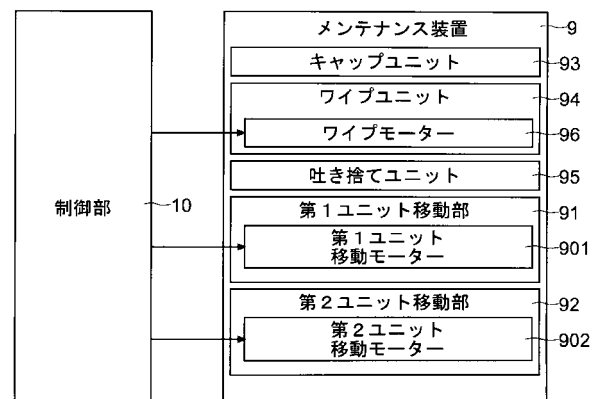 メンテナンス装置
9
キャップユニット
93
ワイプユニット
94
ワイプモーター
96
吐き捨てユニット
95
制御部
10
第1ユニット移動部
91
第1ユニット
移動モーター
901
第2ユニット移動部
92
第2ユニット
移動モーター
902